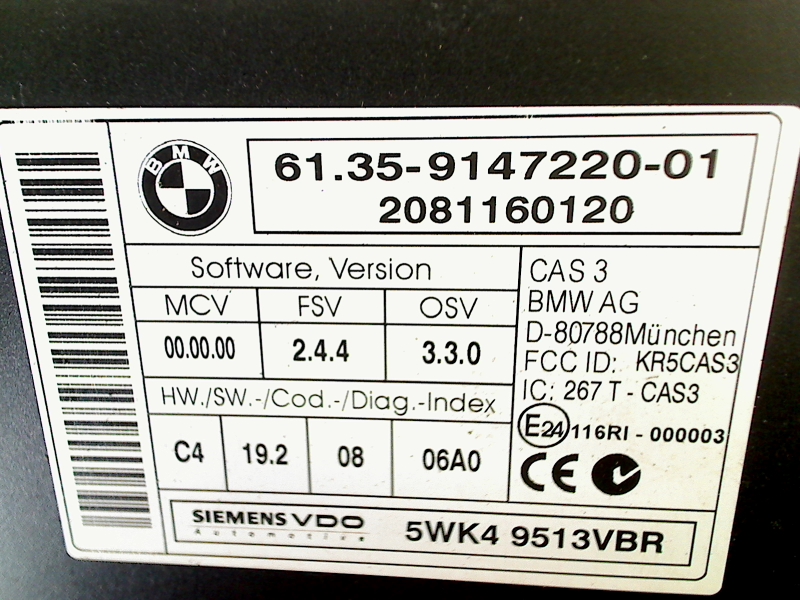 BMW
61.35-9147220-01
2081160120
Software, Version
MCV FSV OSV
00.00.00 2.4.4 3.3.0
HW./SW.-/Cod.-/Diag.-Index
C4 19.2 08 06A0
CAS 3
BMW AG
D-80788München
FCC ID: KR5CAS3
IC: 267 T - CAS3
E24 116RI - 000003
CE
SIEMENS VDO
Automotive
5WK4 9513VBR